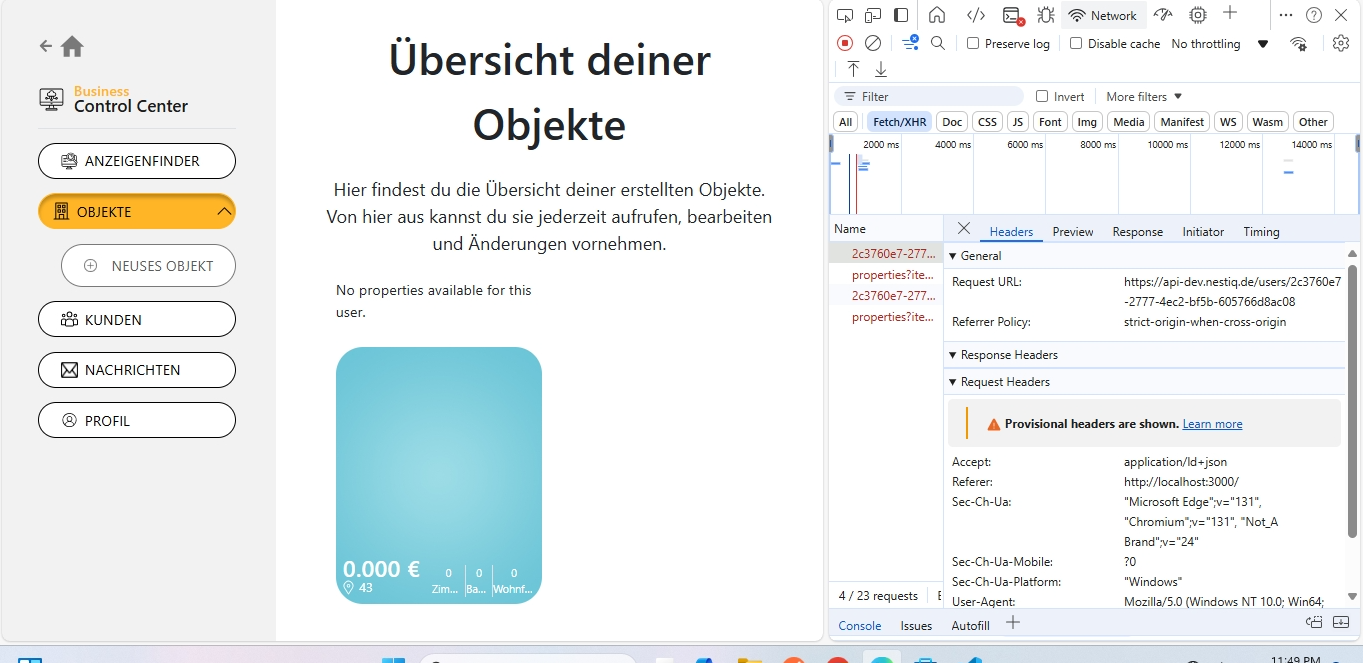 Business
Control Center
ANZEIGENFINDER
OBJEKTE
NEUSES OBJEKT
KUNDEN
NACHRICHTEN
PROFIL
Übersicht deiner
Objekte
Hier findest du die Übersicht deiner erstellten Objekte.
Von hier aus kannst du sie jederzeit aufrufen, bearbeiten
und Änderungen vornehmen.
No properties available for this
user.
0.000 €
43
0 0 0
Zim... Ba... Wohnf...
Network
Preserve log Disable cache No throttling
Filter Invert More filters
All Fetch/XHR Doc CSS JS Font Img Media Manifest WS Wasm Other
2000 ms 4000 ms 6000 ms 8000 ms 10000 ms 12000 ms 14000 ms
Name Headers Preview Response Initiator Timing
2c3760e7-277...
properties?ite...
2c3760e7-277...
properties?ite...
General
Request URL: https://api-dev.nestiq.de/users/2c3760e7
-2777-4ec2-bf5b-605766d8ac08
Referrer Policy: strict-origin-when-cross-origin
Response Headers
Request Headers
Provisional headers are shown. Learn more
Accept: application/ld+json
Referer: http://localhost:3000/
Sec-Ch-Ua: "Microsoft Edge";v="131",
"Chromium";v="131", "Not_A
Brand";v="24"
Sec-Ch-Ua-Mobile: ?0
Sec-Ch-Ua-Platform: "Windows"
User-Agent: Mozilla/5.0 (Windows NT 10.0; Win64;
4 / 23 requests
Console Issues Autofill
11:49 PM